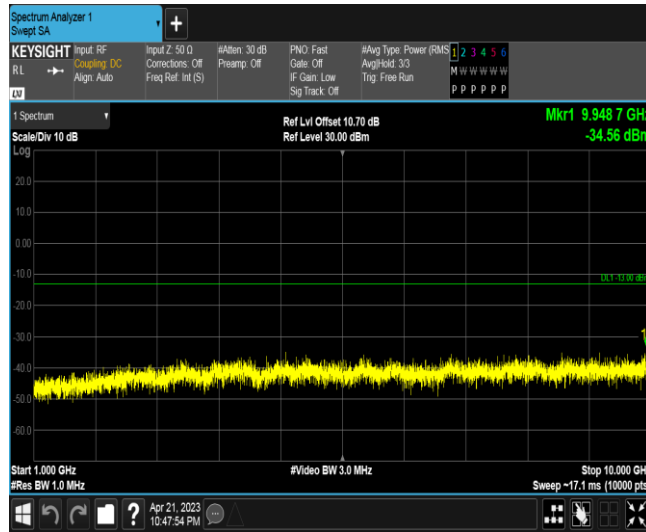 Spectrum Analyzer 1
Swept SA
+
KEYSIGHT Input: RF Input Z: 50 Ω #Atten: 30 dB PNO: Fast #Avg Type: Power (RMS 1 2 3 4 5 6
RL Coupling: DC Corrections: Off Preamp: Off Gate: Off Avg|Hold: 3/3 M W W W W W
Align: Auto Freq Ref: Int (S) IF Gain: Low Trig: Free Run
LXI Sig Track: Off P P P P P P
1 Spectrum Ref Lvl Offset 10.70 dB Mkr1 9.948 7 GHz
Scale/Div 10 dB Ref Level 30.00 dBm -34.56 dBm
Log
20.0
10.0
0.00
-10.0
DL1 -13.00 dBm
-20.0
-30.0
1
-40.0
-50.0
-60.0
Start 1.000 GHz #Video BW 3.0 MHz Stop 10.000 GHz
#Res BW 1.0 MHz Sweep ~17.1 ms (10000 pts)
? Apr 21, 2023
10:47:54 PM